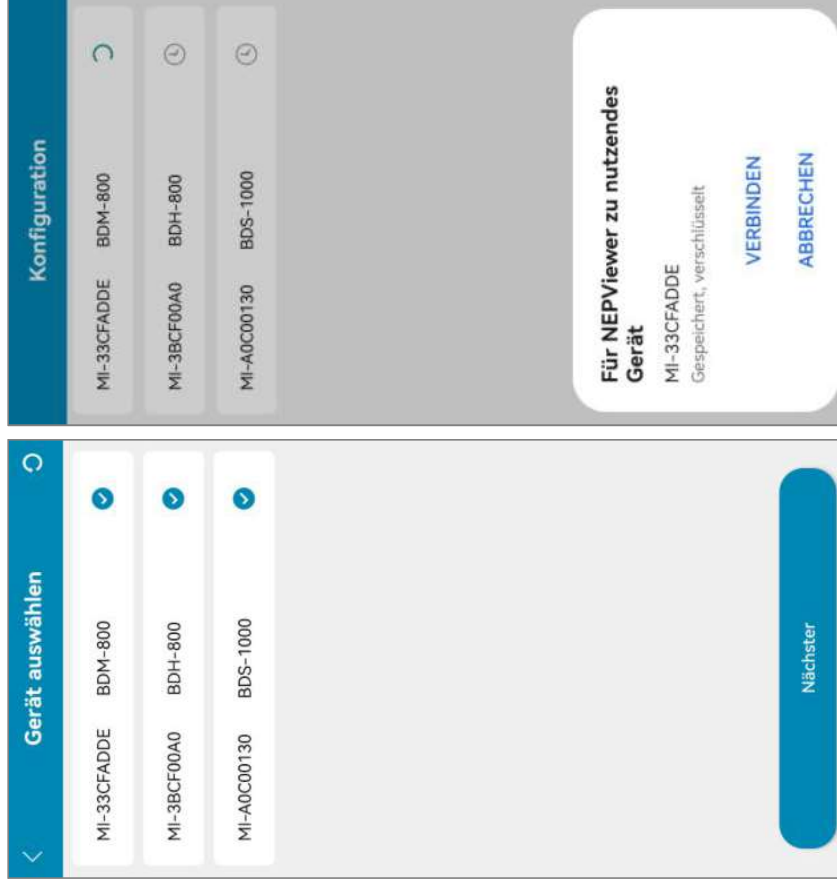 Gerät auswählen
MI-33CFADDE BDM-800
MI-3BCF00A0 BDH-800
MI-A0C00130 BDS-1000
Nächster
Konfiguration
MI-33CFADDE BDM-800
MI-3BCF00A0 BDH-800
MI-A0C00130 BDS-1000
Für NEPViewer zu nutzendes
Gerät
MI-33CFADDE
Gespeichert, verschlüsselt
VERBINDEN
ABBRECHEN